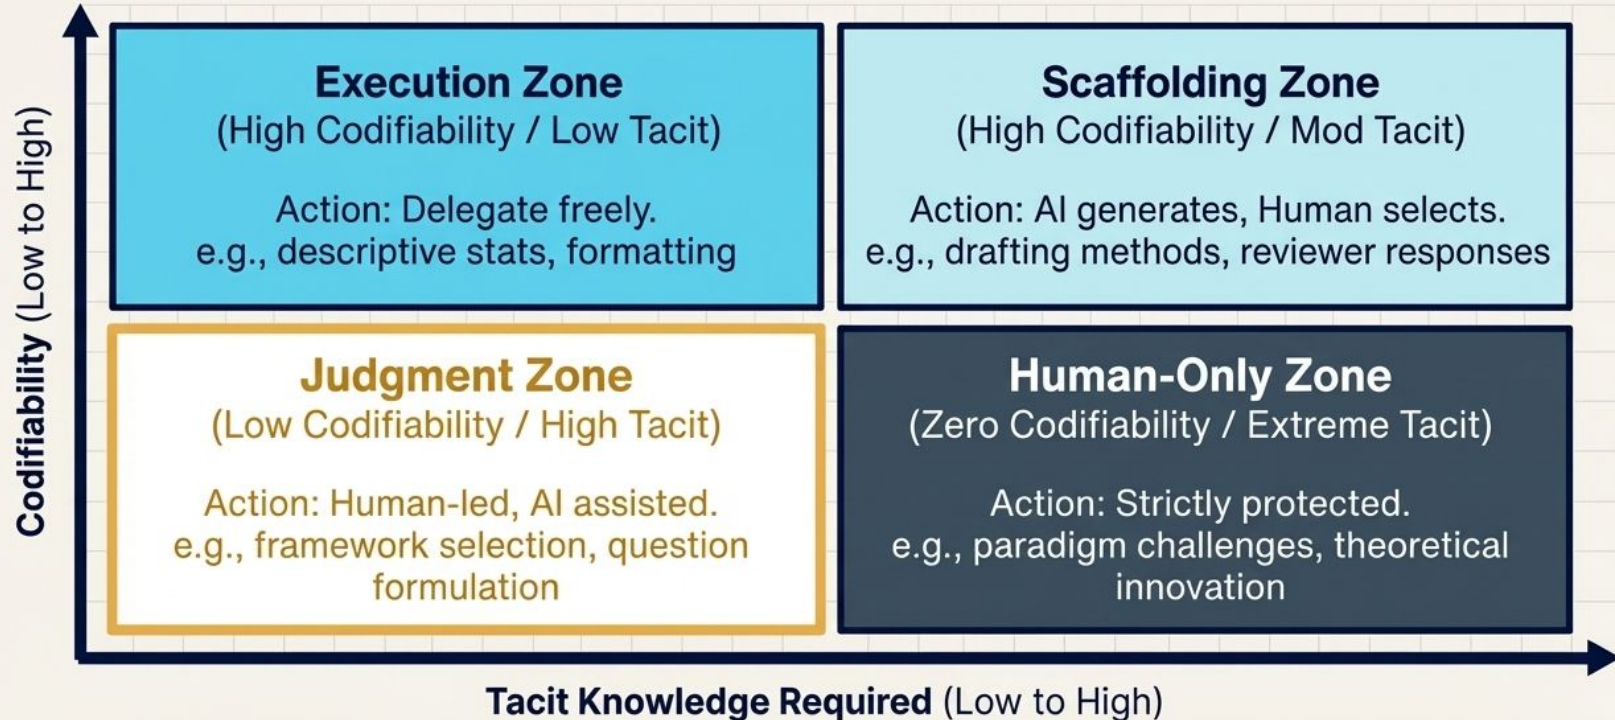 Codifiability (Low to High)
Execution Zone
(High Codifiability / Low Tacit)
Action: Delegate freely.
e.g., descriptive stats, formatting
Scaffolding Zone
(High Codifiability / Mod Tacit)
Action: AI generates, Human selects.
e.g., drafting methods, reviewer responses
Judgment Zone
(Low Codifiability / High Tacit)
Action: Human-led, AI assisted.
e.g., framework selection, question
formulation
Human-Only Zone
(Zero Codifiability / Extreme Tacit)
Action: Strictly protected.
e.g., paradigm challenges, theoretical
innovation
Tacit Knowledge Required (Low to High)